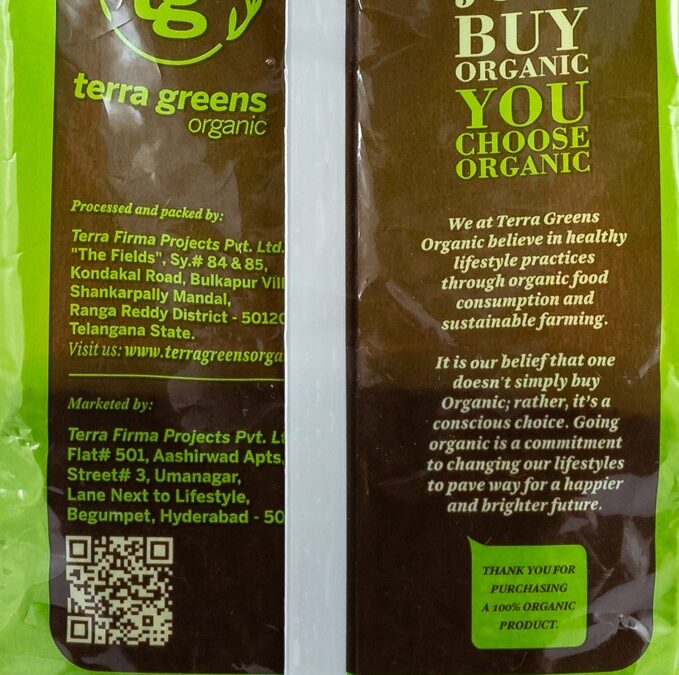 tg
terra greens
organic
Processed and packed by:
Terra Firma Projects Pvt. Ltd.
"The Fields", Sy.# 84 & 85,
Kondakal Road, Bulkapur Vill
Shankarpally Mandal,
Ranga Reddy District - 5012
Telangana State.
Visit us: www.terragreensorga
Marketed by:
Terra Firma Projects Pvt. L
Flat# 501, Aashirwad Apts,
Street# 3, Umanagar,
Lane Next to Lifestyle,
Begumpet, Hyderabad - 50
BUY
ORGANIC
YOU
CHOOSE
ORGANIC
We at Terra Greens
Organic believe in healthy
lifestyle practices
through organic food
consumption and
sustainable farming.
It is our belief that one
doesn't simply buy
Organic; rather, it's a
conscious choice. Going
organic is a commitment
to changing our lifestyles
to pave way for a happier
and brighter future.
THANK YOU FOR
PURCHASING
A 100% ORGANIC
PRODUCT.